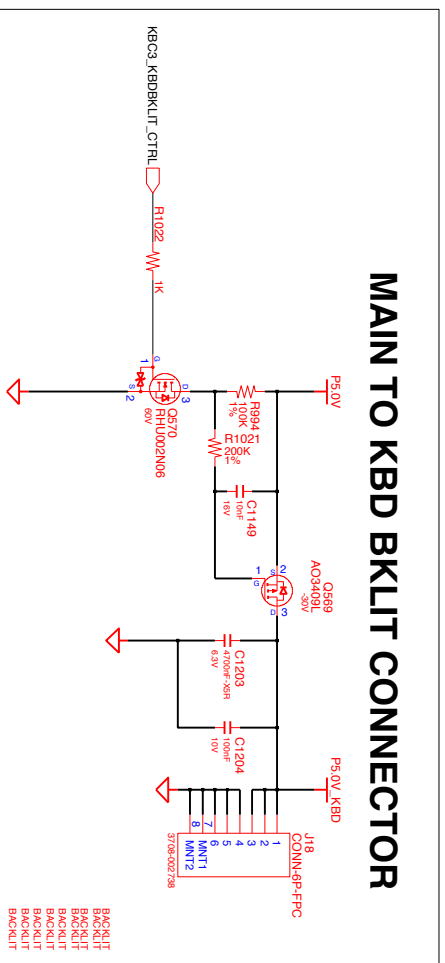 MAIN TO KBD BKLIT CONNECTOR
P5.0V
P5.0V_KBD
KBC3_KBDBKLIT_CTRL
R1022
1K
G
1
D
3
S
2
Q570
RHU002N06
60V
R994
100K
1%
R1021
200K
1%
C1149
10nF
16V
Q569
AO3409L
-30V
S
2
1
G
3
D
C1203
4700nF-X5R
6.3V
C1204
100nF
10V
J18
CONN-6P-FPC
1
2
3
4
5
6
7
MNT1
8
MNT2
3708-002738
BACKLIT
BACKLIT
BACKLIT
BACKLIT
BACKLIT
BACKLIT
BACKLIT
BACKLIT